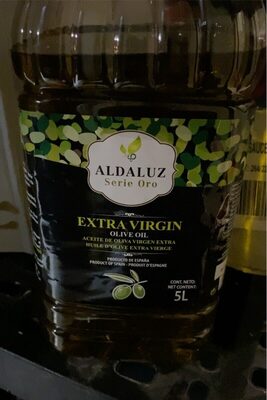 ALDALUZ
Serie Oro
EXTRA VIRGIN
OLIVE OIL
ACEITE DE OLIVA VIRGEN EXTRA
HUILE D'OLIVE EXTRA VIERGE
PRODUCTO DE ESPAÑA
PRODUCT OF SPAIN - PRODUIT D'ESPAGNE
CONT. NETO:
NET CONTENT:
5L
SAUCE